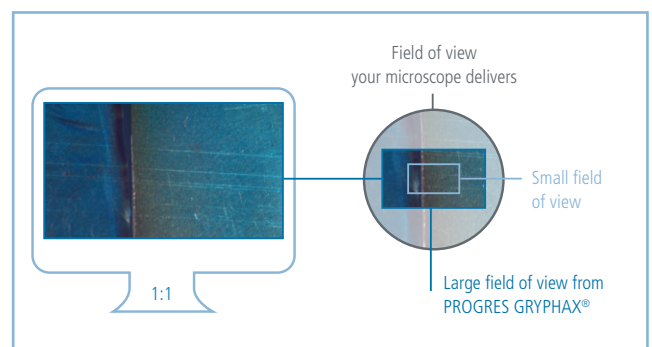 Field of view
your microscope delivers
Small field
of view
1:1
Large field of view from
PROGRES GRYPHAX®